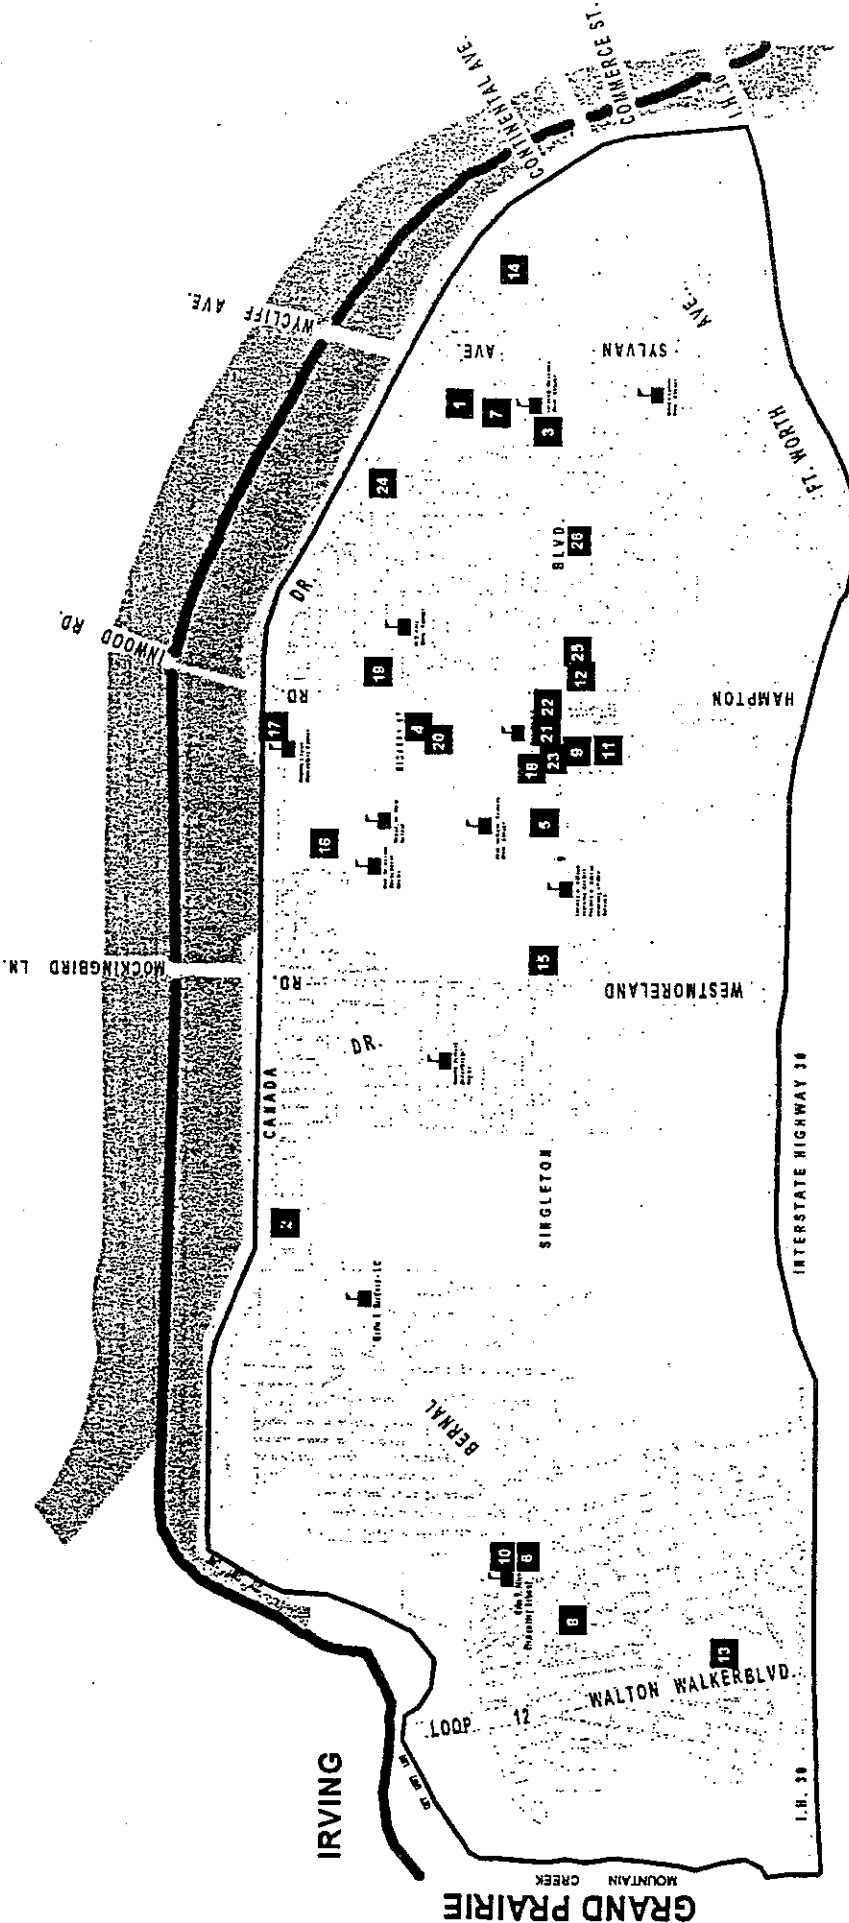 GRAND PRAIRIE
MOUNTAIN
CREEK
IRVING
CITY LIMIT LINE
LOOP 12
WALTON WALKER BLVD.
I.H. 30
13
8
10
6
BERNAL
2
CANADA
SINGLETON
INTERSTATE HIGHWAY 30
DR.
RD.
MOCKINGBIRD LN.
WESTMORELAND
15
16
5
17
RD.
4
20
18
23
21
22
9
11
19
12
25
HAMPTON
INWOOD RD.
DR.
26
BLVD.
24
1
7
3
14
AVE.
SYLVAN
FT. WORTH
AVE.
WYCLIFF AVE.
CONTINENTAL AVE.
COMMERCE ST.
I.H. 30